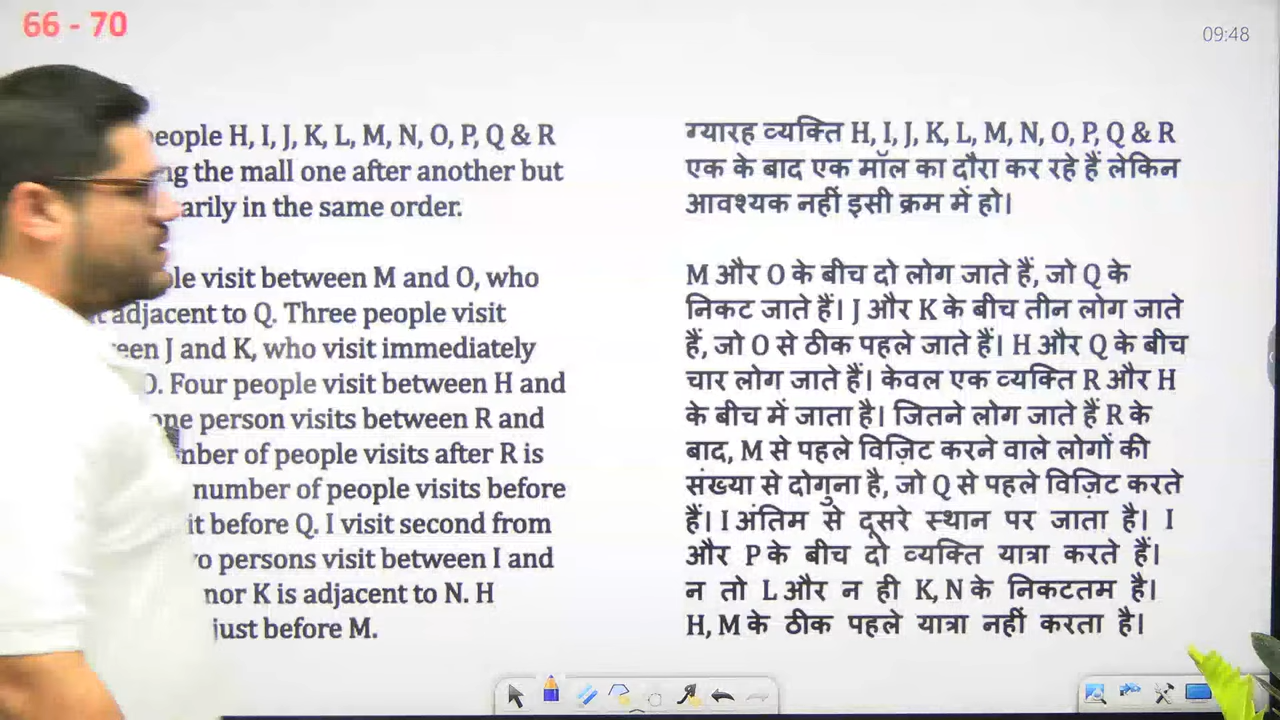 66 - 70
09:48
people H, I, J, K, L, M, N, O, P, Q & R
the mall one after another but
in the same order.
visit between M and O, who
adjacent to Q. Three people visit
J and K, who visit immediately
O. Four people visit between H and
one person visits between R and
of people visits after R is
number of people visits before
before Q. I visit second from
persons visit between I and
nor K is adjacent to N. H
just before M.
ग्यारह व्यक्ति H, I, J, K, L, M, N, O, P, Q & R
एक के बाद एक मॉल का दौरा कर रहे हैं लेकिन
आवश्यक नहीं इसी क्रम में हो।
M और O के बीच दो लोग जाते हैं, जो Q के
निकट जाते हैं। J और K के बीच तीन लोग जाते
हैं, जो O से ठीक पहले जाते हैं। H और Q के बीच
चार लोग जाते हैं। केवल एक व्यक्ति R और H
के बीच में जाता है। जितने लोग जाते हैं R के
बाद, M से पहले विज़िट करने वाले लोगों की
संख्या से दोगुना है, जो Q से पहले विज़िट करते
हैं। I अंतिम से दूसरे स्थान पर जाता है। I
और P के बीच दो व्यक्ति यात्रा करते हैं।
न तो L और न ही K, N के निकटतम है।
H, M के ठीक पहले यात्रा नहीं करता है।